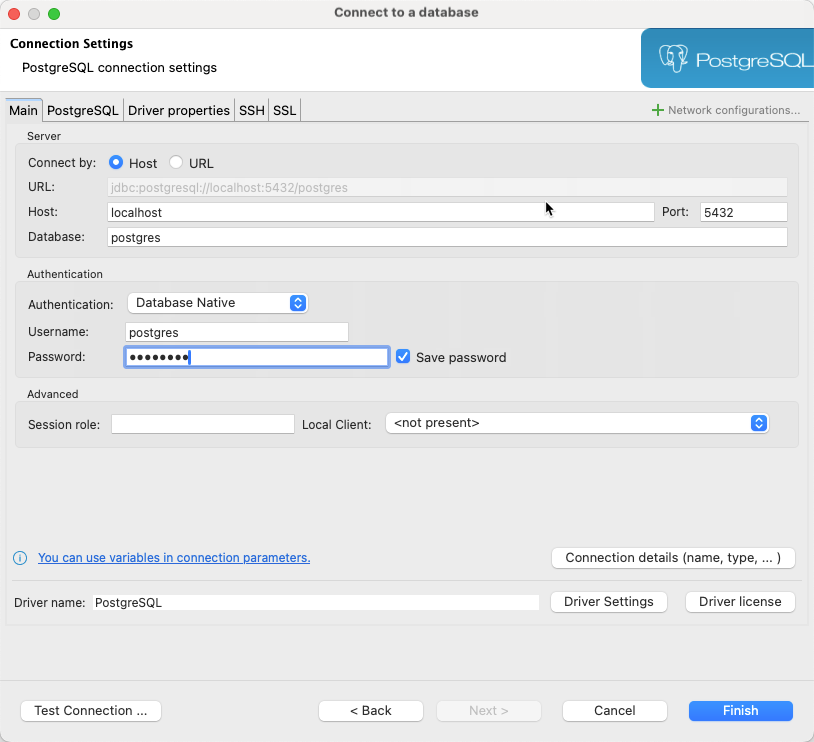 Connect to a database
Connection Settings
PostgreSQL connection settings
PostgreSQL
Main PostgreSQL Driver properties SSH SSL Network configurations...
Server
Connect by: Host URL
URL: jdbc:postgresql://localhost:5432/postgres
Host: localhost Port: 5432
Database: postgres
Authentication
Authentication: Database Native
Username: postgres
Password: •••••••• Save password
Advanced
Session role: Local Client: <not present>
You can use variables in connection parameters. Connection details (name, type, ... )
Driver name: PostgreSQL Driver Settings Driver license
Test Connection ... < Back Next > Cancel Finish